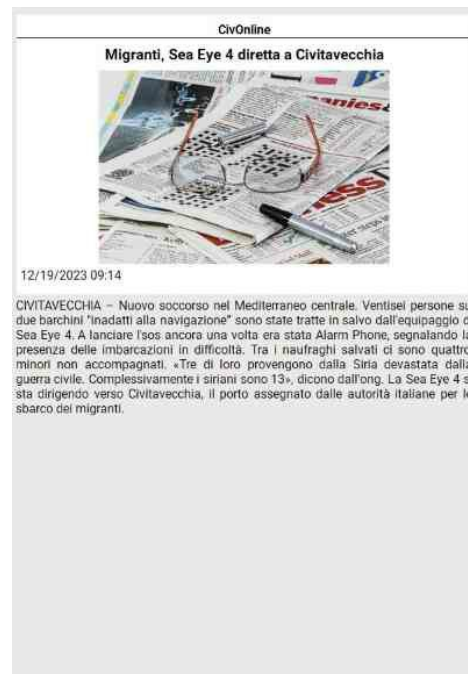 CivOnline
Migranti, Sea Eye 4 diretta a Civitavecchia
12/19/2023 09:14
CIVITAVECCHIA – Nuovo soccorso nel Mediterraneo centrale. Ventisei persone su
due barchini "inadatti alla navigazione" sono state tratte in salvo dall'equipaggio d
Sea Eye 4. A lanciare l'sos ancora una volta era stata Alarm Phone, segnalando la
presenza delle imbarcazioni in difficoltà. Tra i naufraghi salvati ci sono quattro
minori non accompagnati. «Tre di loro provengono dalla Siria devastata dalla
guerra civile. Complessivamente i siriani sono 13», dicono dall'ong. La Sea Eye 4 s
sta dirigendo verso Civitavecchia, il porto assegnato dalle autorità italiane per l
sbarco dei migranti.